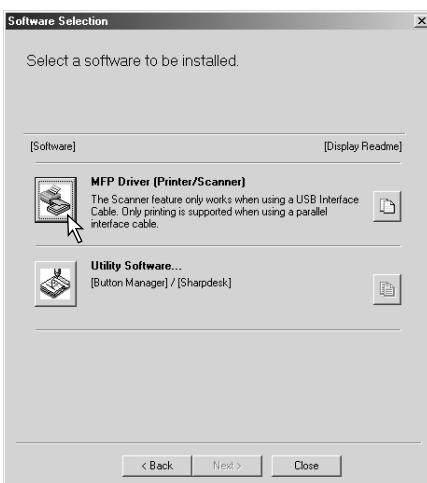 Software Selection
Select a software to be installed.
[Software] [Display Readme]
MFP Driver (Printer/Scanner)
The Scanner feature only works when using a USB Interface
Cable. Only printing is supported when using a parallel
interface cable.
Utility Software...
[Button Manager] / [Sharpdesk]
< Back Next > Close